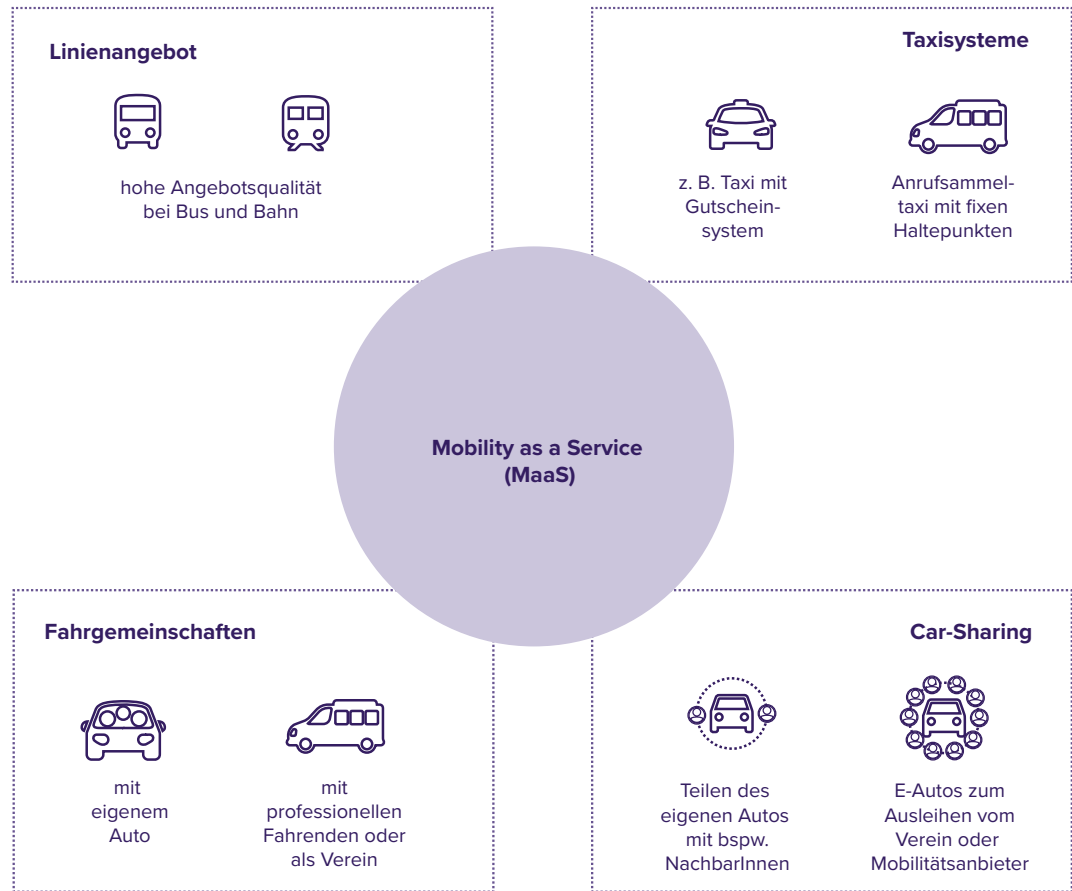 Linienangebot
hohe Angebotsqualität
bei Bus und Bahn
Taxisysteme
z. B. Taxi mit
Gutschein-
system
Anrufsammel-
taxi mit fixen
Haltepunkten
Mobility as a Service
(MaaS)
Fahrgemeinschaften
mit
eigenem
Auto
mit
professionellen
Fahrenden oder
als Verein
Car-Sharing
Teilen des
eigenen Autos
mit bspw.
NachbarInnen
E-Autos zum
Ausleihen vom
Verein oder
Mobilitätsanbieter